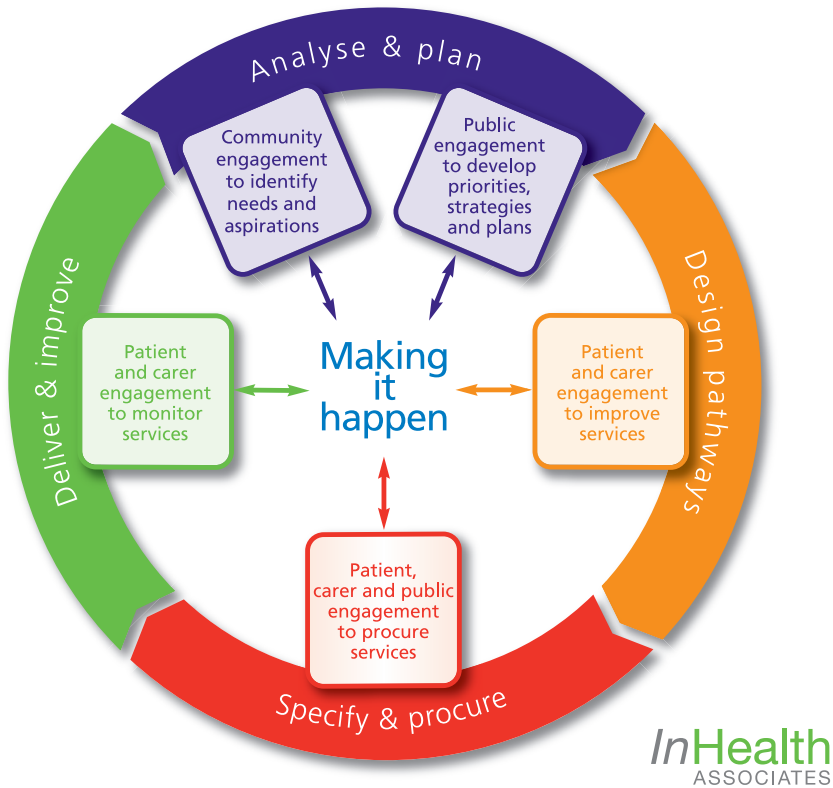 Analyse & plan
Community
engagement
to identify
needs and
aspirations
Public
engagement
to develop
priorities,
strategies
and plans
Design pathways
Deliver & improve
Patient
and carer
engagement
to monitor
services
Making
it
happen
Patient
and carer
engagement
to improve
services
Patient,
carer and public
engagement
to procure
services
Specify & procure
InHealth
ASSOCIATES